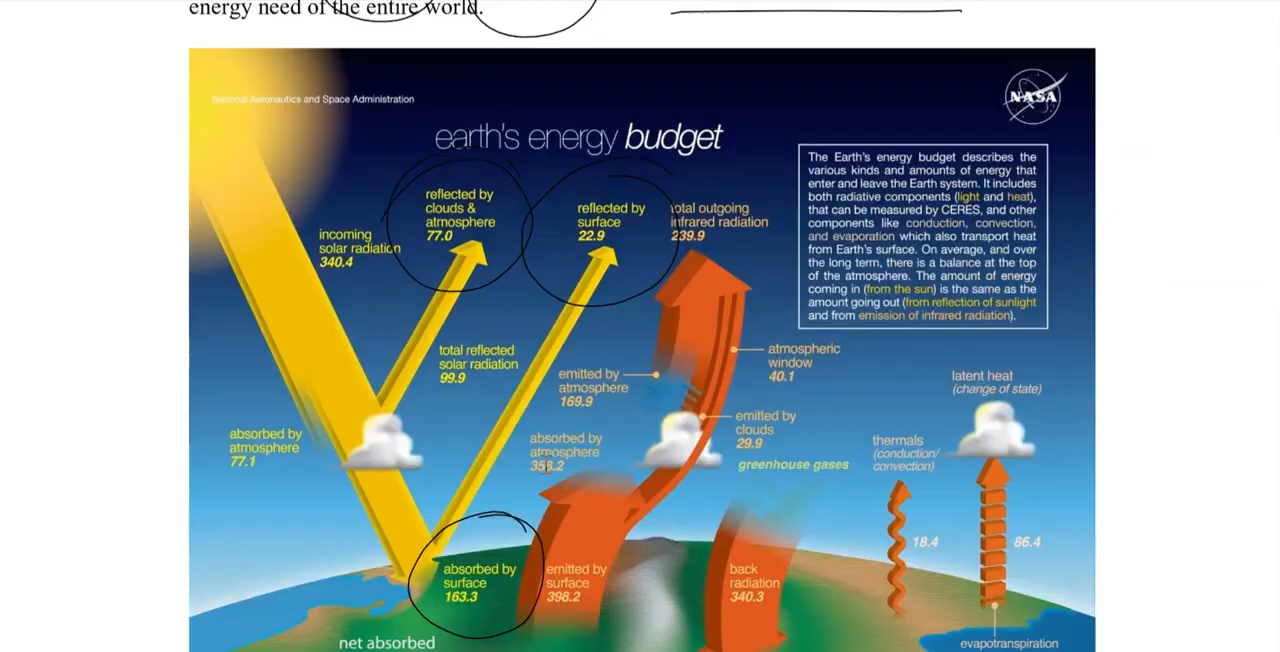 energy need of the entire world.
National Aeronautics and Space Administration
NASA
earth's energy budget
The Earth's energy budget describes the
various kinds and amounts of energy that
enter and leave the Earth system. It includes
both radiative components (light and heat),
that can be measured by CERES, and other
components like conduction, convection,
and evaporation which also transport heat
from Earth's surface. On average, and over
the long term, there is a balance at the top
of the atmosphere. The amount of energy
coming in (from the sun) is the same as the
amount going out (from reflection of sunlight
and from emission of infrared radiation).
reflected by
clouds &
atmosphere
77.0
reflected by
surface
22.9
total outgoing
infrared radiation
239.9
incoming
solar radiation
340.4
total reflected
solar radiation
99.9
emitted by
atmosphere
169.9
atmospheric
window
40.1
latent heat
(change of state)
absorbed by
atmosphere
77.1
absorbed by
atmosphere
358.2
emitted by
clouds
29.9
greenhouse gases
thermals
(conduction/
convection)
18.4
86.4
absorbed by
surface
163.3
emitted by
surface
398.2
back
radiation
340.3
net absorbed
evapotranspiration